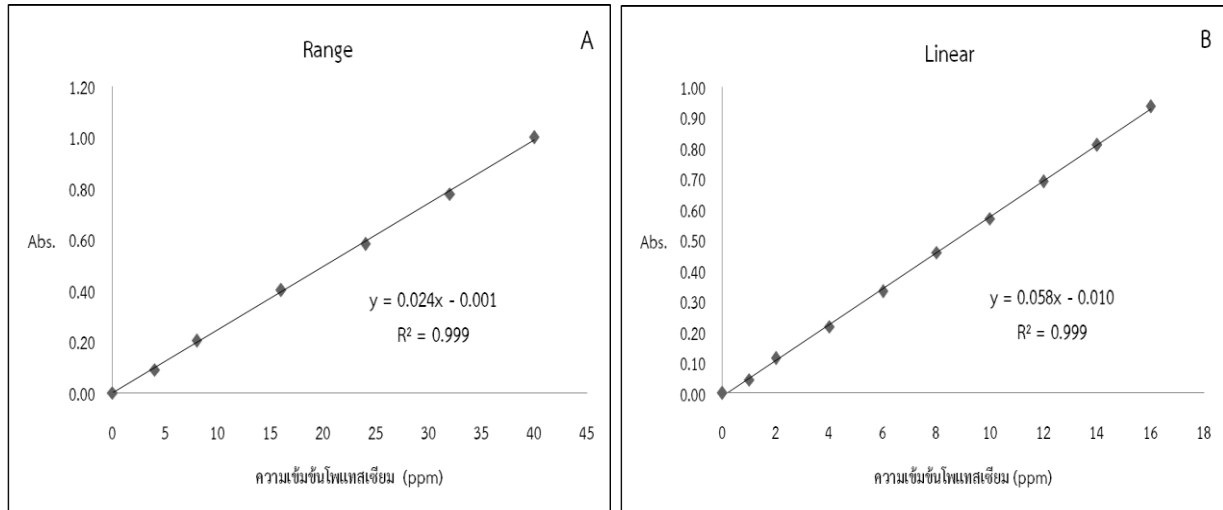 A
Range
1.20
1.00
0.80
0.60
Abs.
0.40
0.20
0.00
y = 0.024x - 0.001
R² = 0.999
0 5 10 15 20 25 30 35 40 45
ความเข้มข้นโพแทสเซียม (ppm)
B
Linear
1.00
0.90
0.80
0.70
0.60
0.50
Abs.
0.40
0.30
0.20
0.10
0.00
y = 0.058x - 0.010
R² = 0.999
0 2 4 6 8 10 12 14 16 18
ความเข้มข้นโพแทสเซียม (ppm)